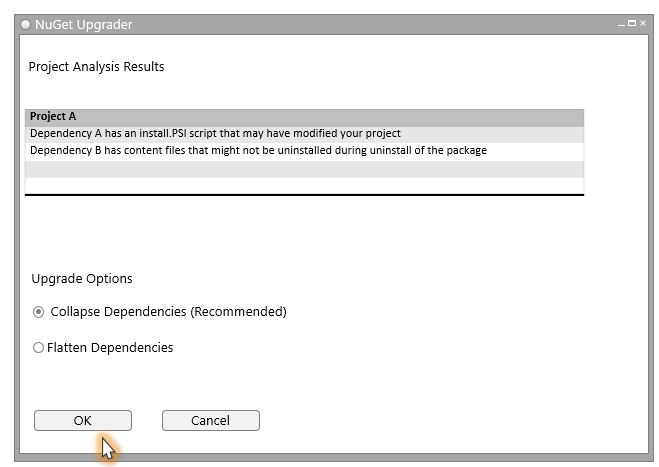 NuGet Upgrader
Project Analysis Results
Project A
Dependency A has an install.PSI script that may have modified your project
Dependency B has content files that might not be uninstalled during uninstall of the package
Upgrade Options
Collapse Dependencies (Recommended)
Flatten Dependencies
OK
Cancel